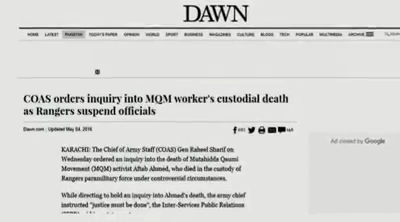 DAWN
HOME LATEST PAKISTAN TODAY'S PAPER OPINION WORLD SPORT BUSINESS MAGAZINES CULTURE BLOGS TECH POPULAR MULTIMEDIA ARCHIVE
COAS orders inquiry into MQM worker's custodial death
as Rangers suspend officials
Dawn.com , Updated May 04, 2016
KARACHI: The Chief of Army Staff (COAS) Gen Raheel Sharif on
Wednesday ordered an inquiry into the death of Mutahidda Qaumi
Movement (MQM) activist Aftab Ahmed, who died in the custody
of Rangers paramilitary force under controversial circumstances.
While directing to hold an inquiry into Ahmed's death, the army chief
instructed "justice must be done", the Inter-Services Public Relations
Ad closed by Google